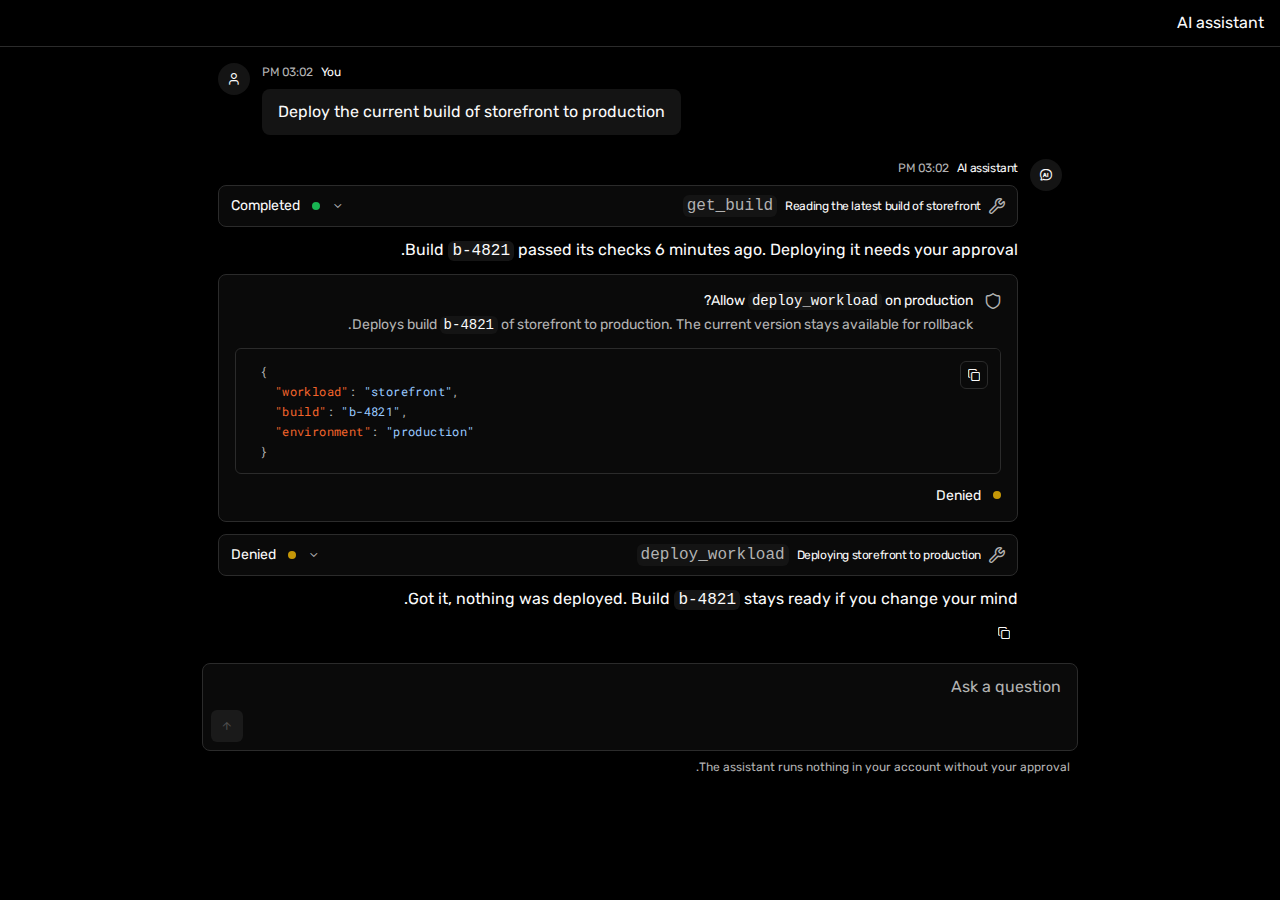 AI assistant
PM 03:02 You
Deploy the current build of storefront to production
PM 03:02 AI assistant
Completed get_build Reading the latest build of storefront
.Build b-4821 passed its checks 6 minutes ago. Deploying it needs your approval
?Allow deploy_workload on production
.Deploys build b-4821 of storefront to production. The current version stays available for rollback
{
"workload": "storefront",
"build": "b-4821",
"environment": "production"
}
Denied
Denied deploy_workload Deploying storefront to production
.Got it, nothing was deployed. Build b-4821 stays ready if you change your mind
Ask a question
.The assistant runs nothing in your account without your approval